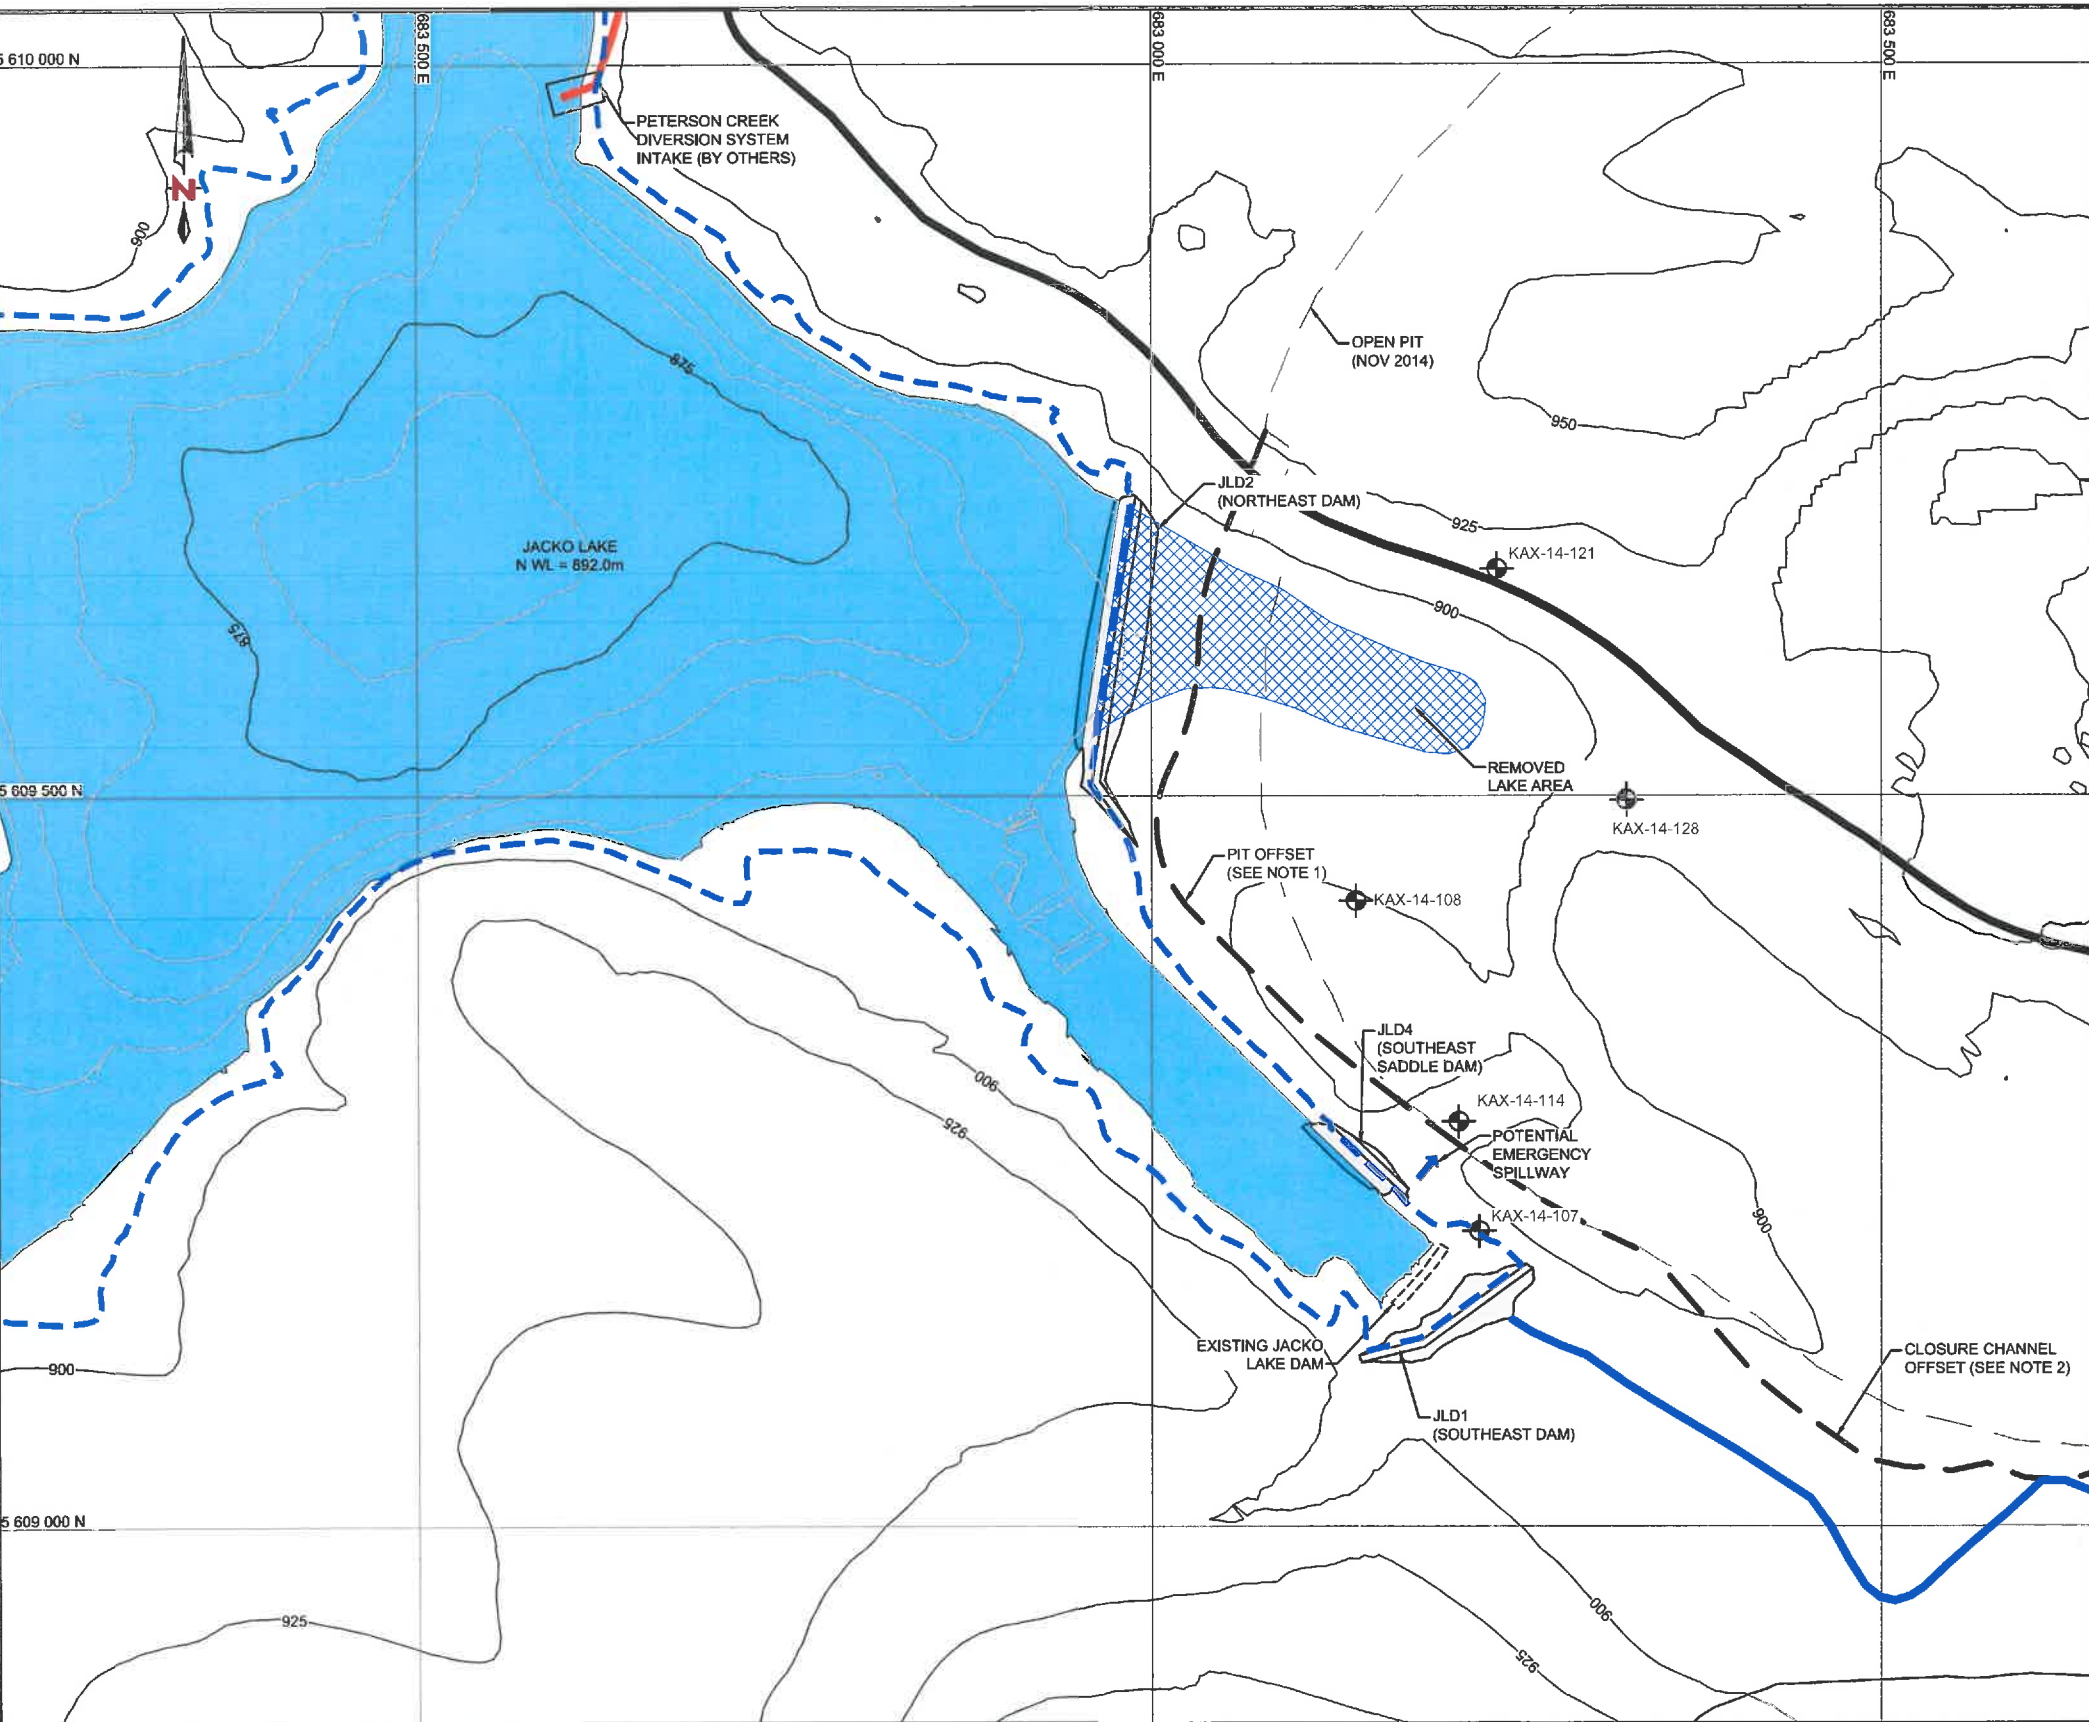 683 500 E
683 000 E
683 500 E
5 610 000 N
PETERSON CREEK
DIVERSION SYSTEM
INTAKE (BY OTHERS)
N
900
OPEN PIT
(NOV 2014)
875
950
JLD2
(NORTHEAST DAM)
925
KAX-14-121
JACKO LAKE
N WL = 892.0m
900
875
REMOVED
LAKE AREA
5 609 500 N
KAX-14-128
PIT OFFSET
(SEE NOTE 1)
KAX-14-108
JLD4
(SOUTHEAST
SADDLE DAM)
900
KAX-14-114
925
POTENTIAL
EMERGENCY
SPILLWAY
KAX-14-107
900
EXISTING JACKO
LAKE DAM
CLOSURE CHANNEL
OFFSET (SEE NOTE 2)
900
JLD1
(SOUTHEAST DAM)
5 609 000 N
900
925
925